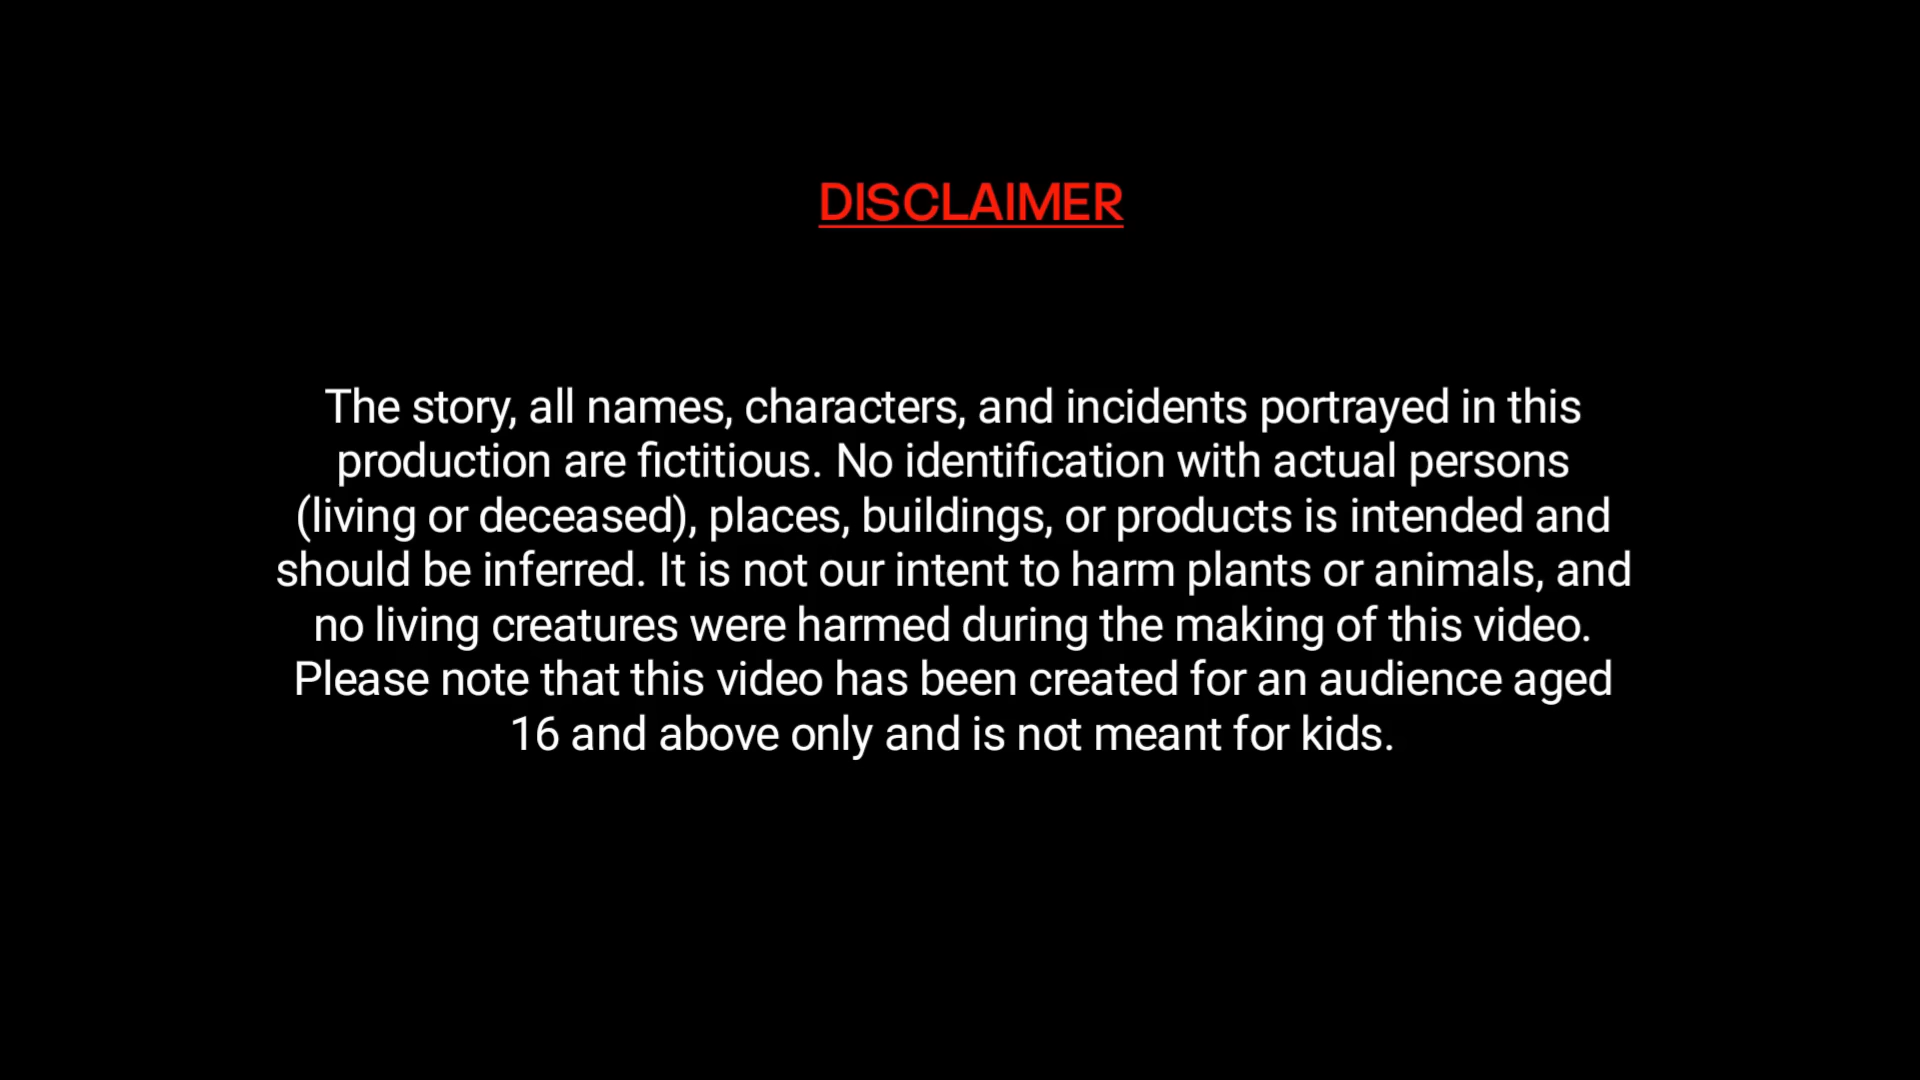 DISCLAIMER
The story, all names, characters, and incidents portrayed in this
production are fictitious. No identification with actual persons
(living or deceased), places, buildings, or products is intended and
should be inferred. It is not our intent to harm plants or animals, and
no living creatures were harmed during the making of this video.
Please note that this video has been created for an audience aged
16 and above only and is not meant for kids.